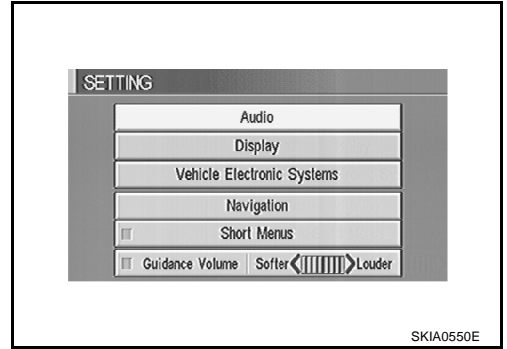 SETTING
Audio
Display
Vehicle Electronic Systems
Navigation
Short Menus
Guidance Volume Softer Louder
SKIA0550E